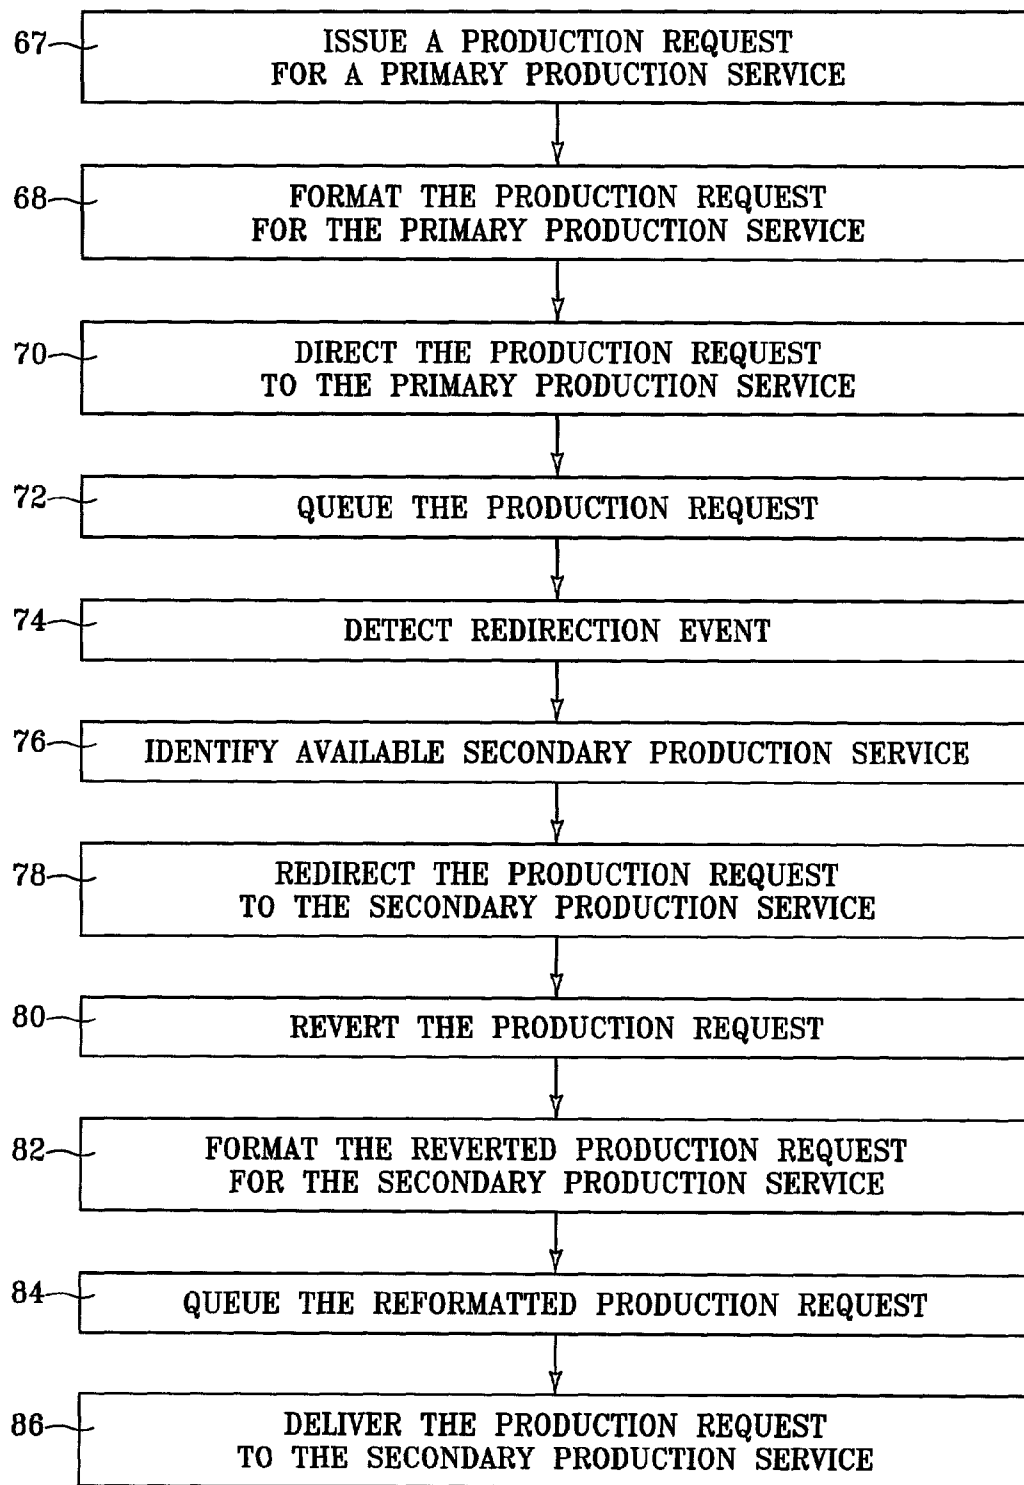 67 ISSUE A PRODUCTION REQUEST
FOR A PRIMARY PRODUCTION SERVICE
68 FORMAT THE PRODUCTION REQUEST
FOR THE PRIMARY PRODUCTION SERVICE
70 DIRECT THE PRODUCTION REQUEST
TO THE PRIMARY PRODUCTION SERVICE
72 QUEUE THE PRODUCTION REQUEST
74 DETECT REDIRECTION EVENT
76 IDENTIFY AVAILABLE SECONDARY PRODUCTION SERVICE
78 REDIRECT THE PRODUCTION REQUEST
TO THE SECONDARY PRODUCTION SERVICE
80 REVERT THE PRODUCTION REQUEST
82 FORMAT THE REVERTED PRODUCTION REQUEST
FOR THE SECONDARY PRODUCTION SERVICE
84 QUEUE THE REFORMATTED PRODUCTION REQUEST
86 DELIVER THE PRODUCTION REQUEST
TO THE SECONDARY PRODUCTION SERVICE